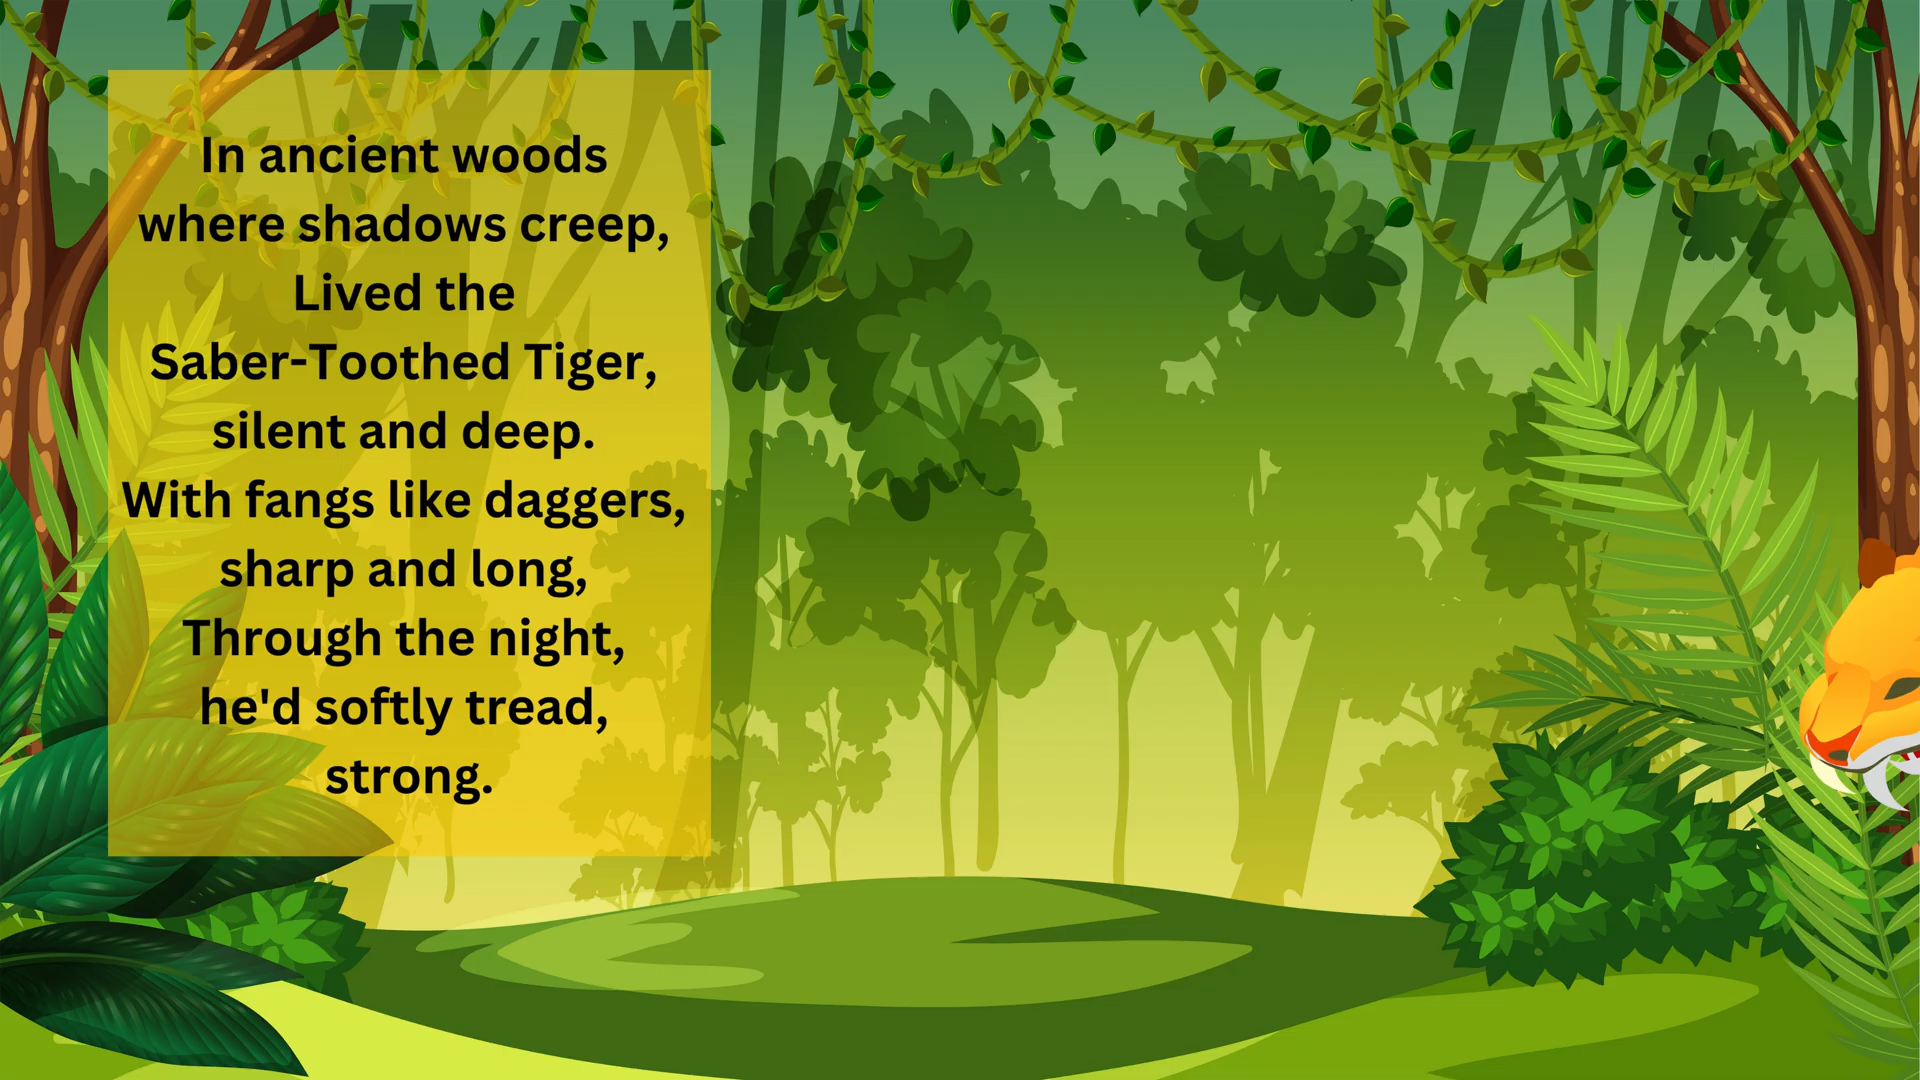 In ancient woods
where shadows creep,
Lived the
Saber-Toothed Tiger,
silent and deep.
With fangs like daggers,
sharp and long,
Through the night,
he'd softly tread,
strong.